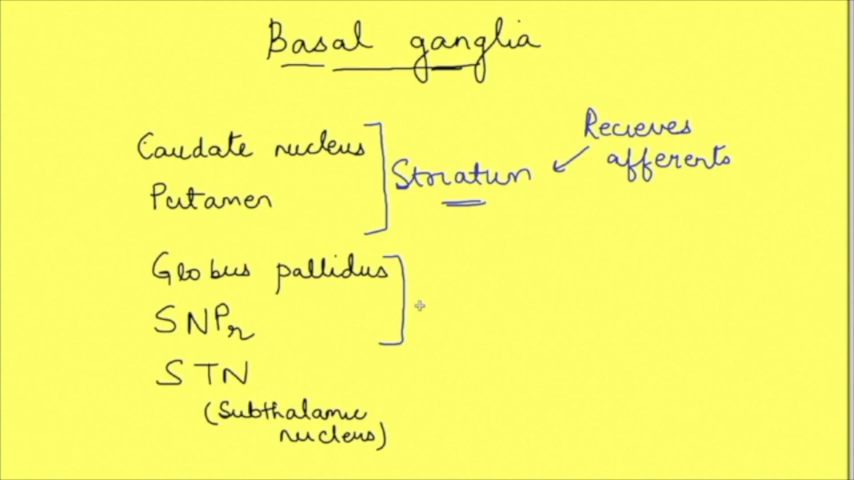 Basal ganglia
Caudate nucleus
Putamen
Striatum
Recieves
afferents
Globus pallidus
SNPr
STN
(Subthalamic
nucleus)